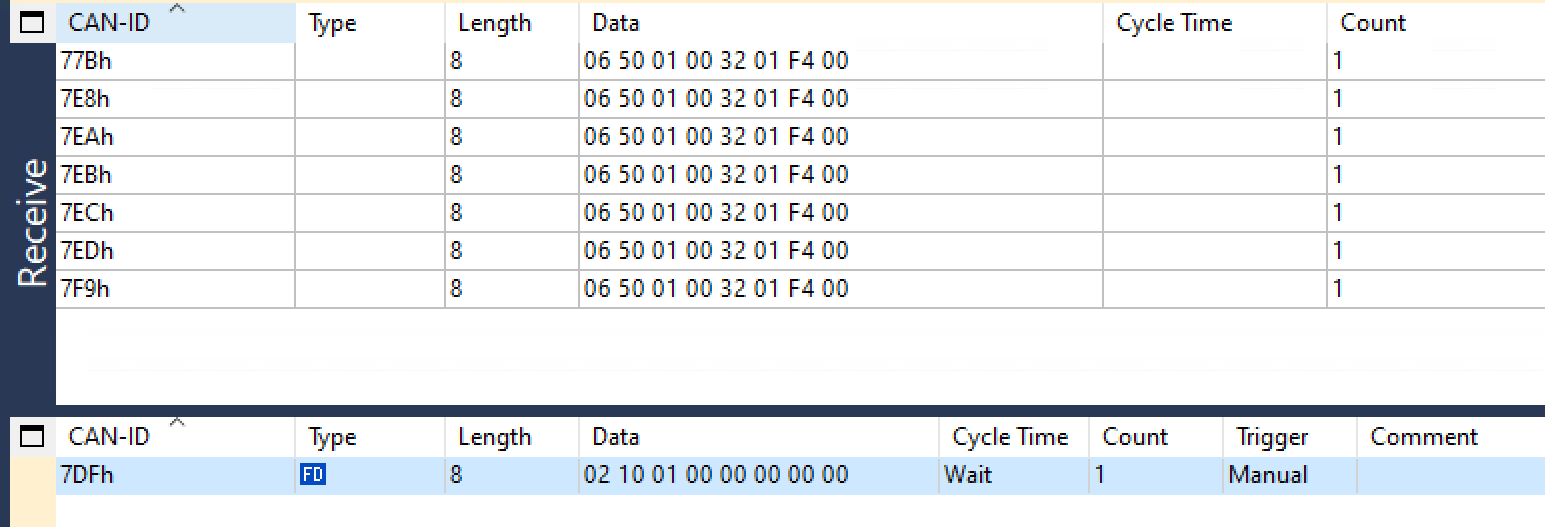 CAN-ID Type Length Data Cycle Time Count
77Bh 8 06 50 01 00 32 01 F4 00 1
7E8h 8 06 50 01 00 32 01 F4 00 1
7EAh 8 06 50 01 00 32 01 F4 00 1
7EBh 8 06 50 01 00 32 01 F4 00 1
7ECh 8 06 50 01 00 32 01 F4 00 1
7EDh 8 06 50 01 00 32 01 F4 00 1
7F9h 8 06 50 01 00 32 01 F4 00 1
Receive
CAN-ID Type Length Data Cycle Time Count Trigger Comment
7DFh FD 8 02 10 01 00 00 00 00 00 Wait 1 Manual